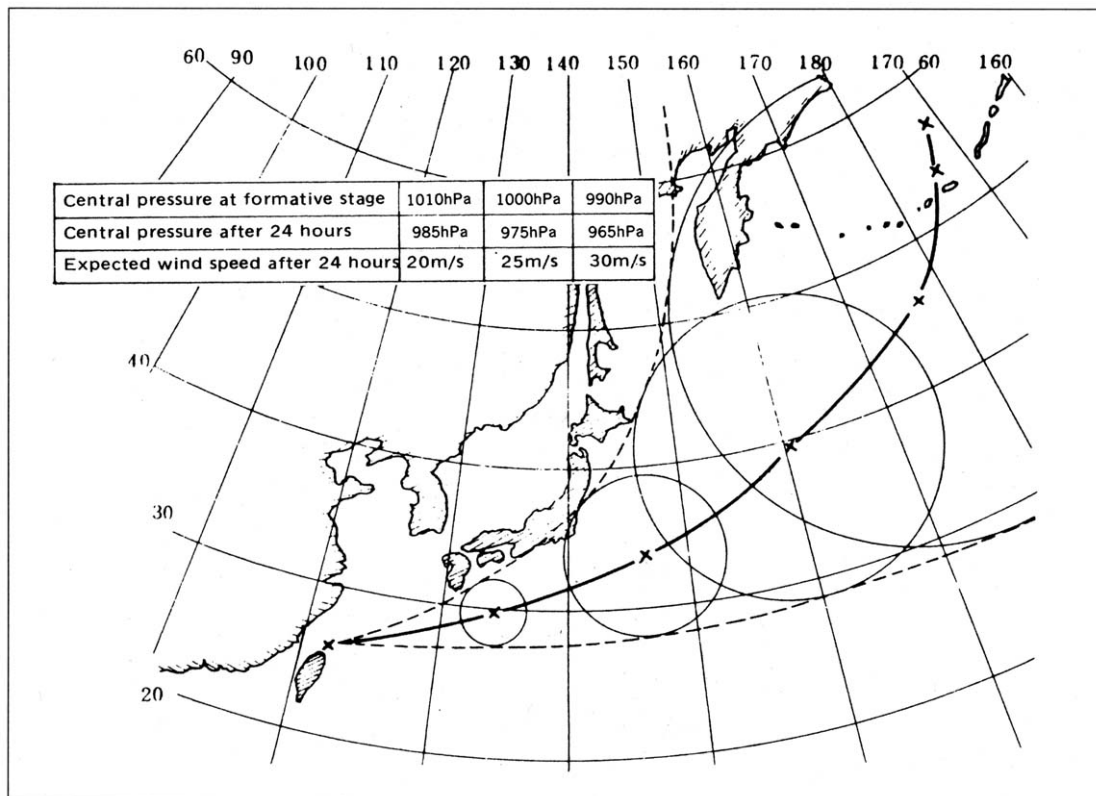 60 90 100 110 120 130 140 150 160 170 180 170 60 160
Central pressure at formative stage 1010hPa 1000hPa 990hPa
Central pressure after 24 hours 985hPa 975hPa 965hPa
Expected wind speed after 24 hours 20m/s 25m/s 30m/s
40
30
20